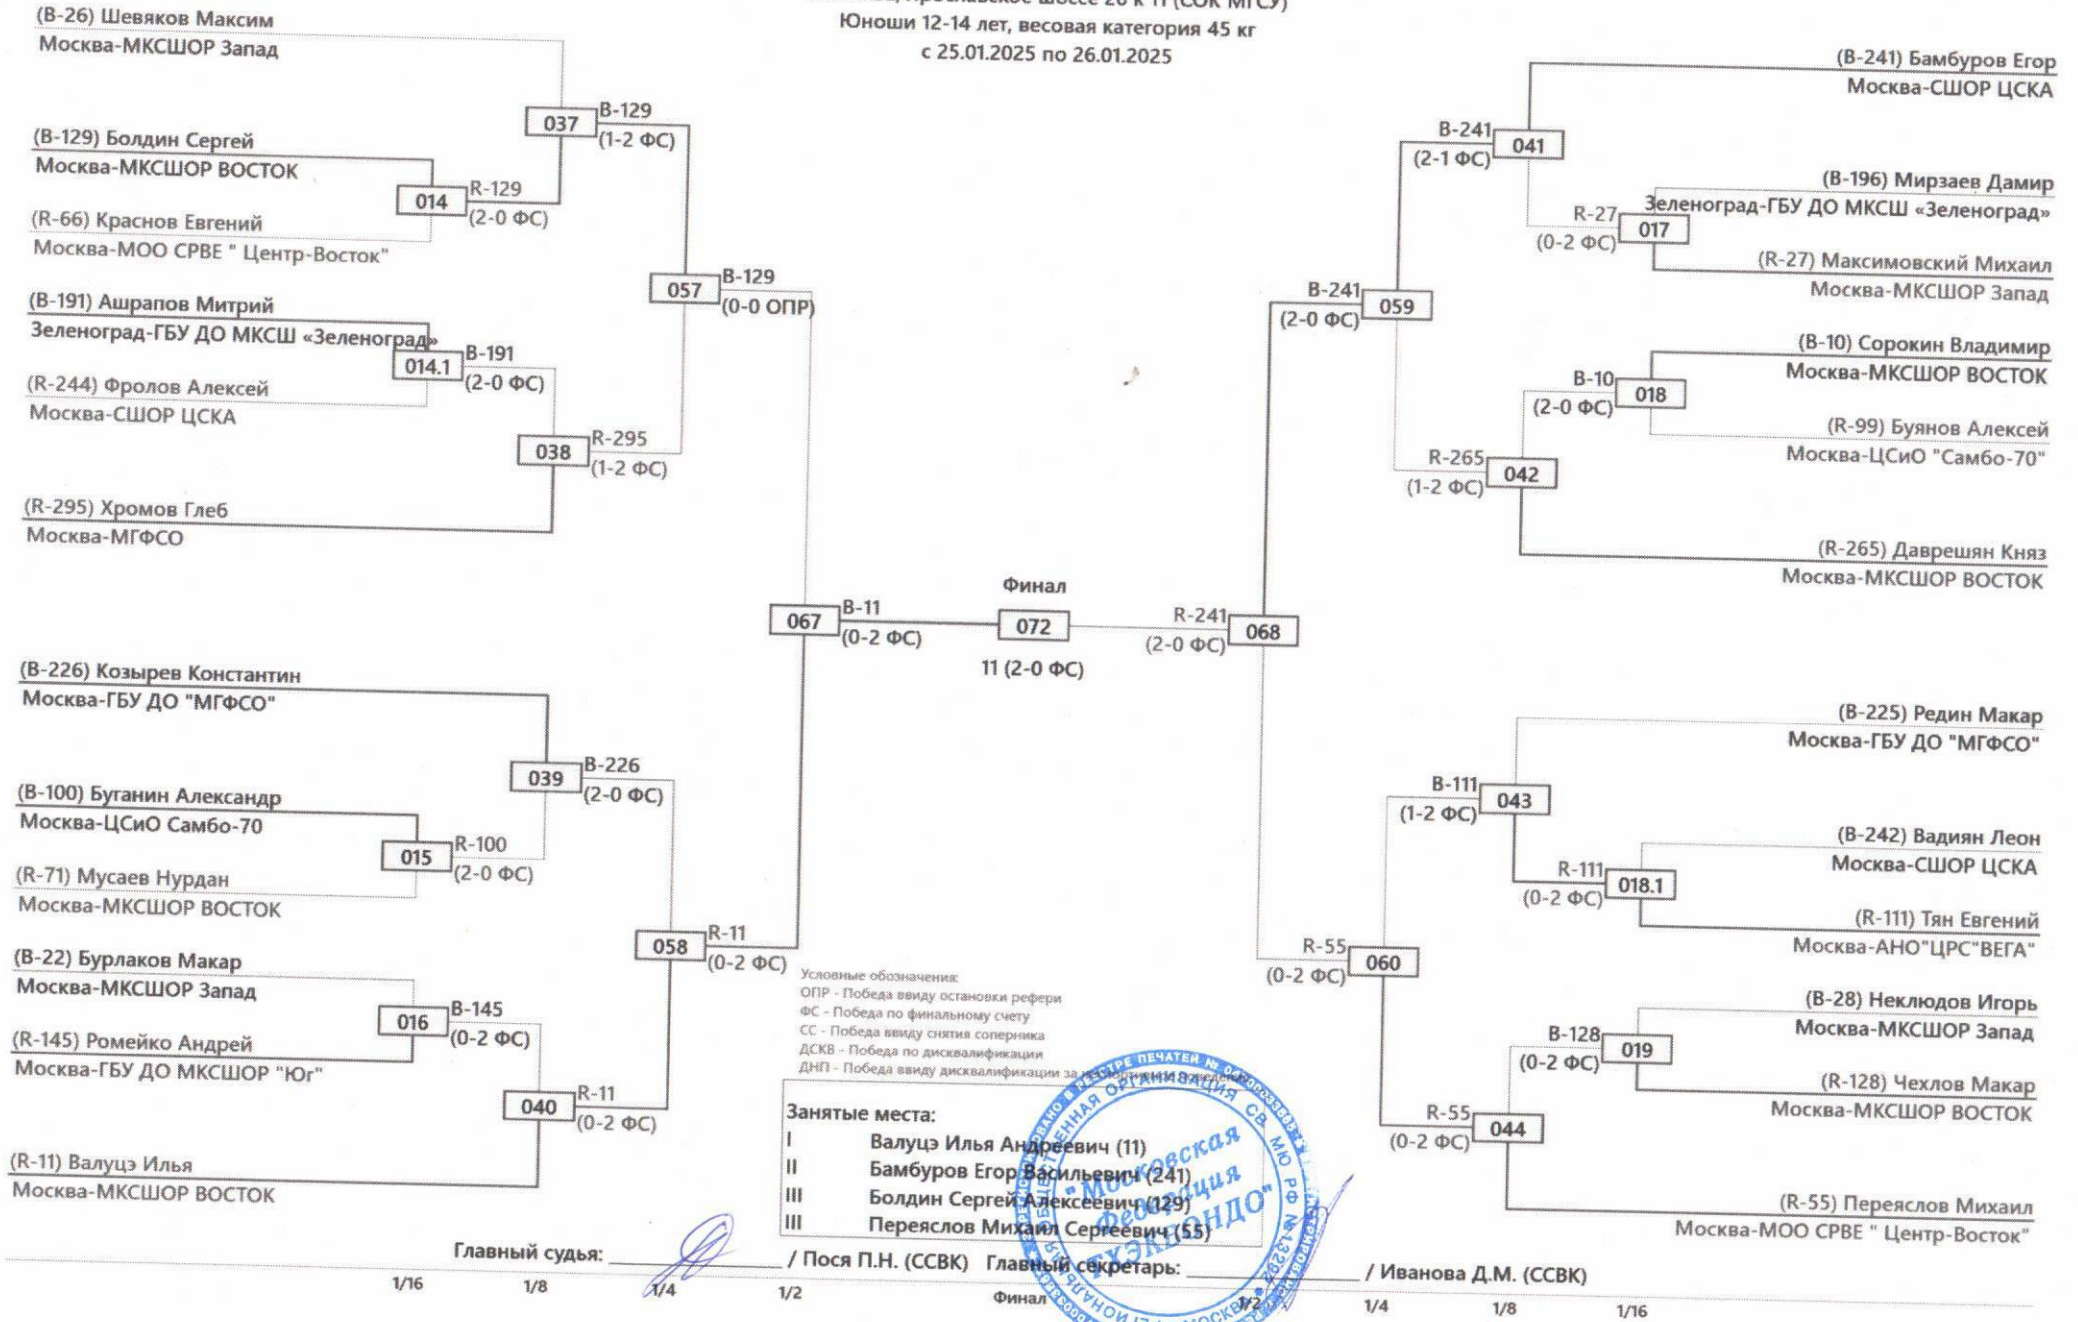 Юноши 12-14 лет, весовая категория 45 кг
с 25.01.2025 по 26.01.2025
(B-26) Шевяков Максим
Москва-МКСШОР Запад
037
B-129
(1-2 ФС)
(B-129) Болдин Сергей
Москва-МКСШОР ВОСТОК
014
R-129
(2-0 ФС)
(R-66) Краснов Евгений
Москва-МОО СРВЕ " Центр-Восток"
057
B-129
(0-0 ОПР)
(B-191) Ашрапов Митрий
Зеленоград-ГБУ ДО МКСШ «Зеленоград»
014.1
B-191
(2-0 ФС)
(R-244) Фролов Алексей
Москва-СШОР ЦСКА
038
R-295
(1-2 ФС)
(R-295) Хромов Глеб
Москва-МГФСО
067
B-11
(0-2 ФС)
(B-226) Козырев Константин
Москва-ГБУ ДО "МГФСО"
039
B-226
(2-0 ФС)
(B-100) Буганин Александр
Москва-ЦСиО Самбо-70
015
R-100
(2-0 ФС)
(R-71) Мусаев Нурдан
Москва-МКСШОР ВОСТОК
058
R-11
(0-2 ФС)
(B-22) Бурлаков Макар
Москва-МКСШОР Запад
016
B-145
(0-2 ФС)
(R-145) Ромейко Андрей
Москва-ГБУ ДО МКСШОР "Юг"
040
R-11
(0-2 ФС)
(R-11) Валуцэ Илья
Москва-МКСШОР ВОСТОК
Финал
072
11 (2-0 ФС)
(B-241) Бамбуров Егор
Москва-СШОР ЦСКА
B-241
(2-1 ФС)
041
(B-196) Мирзаев Дамир
Зеленоград-ГБУ ДО МКСШ «Зеленоград»
R-27
(0-2 ФС)
017
(R-27) Максимовский Михаил
Москва-МКСШОР Запад
B-241
(2-0 ФС)
059
(B-10) Сорокин Владимир
Москва-МКСШОР ВОСТОК
B-10
(2-0 ФС)
018
(R-99) Буянов Алексей
Москва-ЦСиО "Самбо-70"
R-265
(1-2 ФС)
042
(R-265) Даврешян Княз
Москва-МКСШОР ВОСТОК
R-241
(2-0 ФС)
068
(B-225) Редин Макар
Москва-ГБУ ДО "МГФСО"
B-111
(1-2 ФС)
043
(B-242) Вадиян Леон
Москва-СШОР ЦСКА
R-111
(0-2 ФС)
018.1
(R-111) Тян Евгений
Москва-АНО"ЦРС"ВЕГА"
R-55
(0-2 ФС)
060
(B-28) Неклюдов Игорь
Москва-МКСШОР Запад
B-128
(0-2 ФС)
019
(R-128) Чехлов Макар
Москва-МКСШОР ВОСТОК
R-55
(0-2 ФС)
044
(R-55) Переяслов Михаил
Москва-МОО СРВЕ " Центр-Восток"
Условные обозначения:
ОПР - Победа ввиду остановки рефери
ФС - Победа по финальному счету
СС - Победа ввиду снятия соперника
ДСКВ - Победа по дисквалификации
ДНП - Победа ввиду дисквалификации за
Занятые места:
I Валуцэ Илья Андреевич (11)
II Бамбуров Егор Васильевич (241)
III Болдин Сергей Алексеевич (129)
III Переяслов Михаил Сергеевич (55)
"Московская
Федерация
ТХЭКВОНДО"
Главный судья: / Пося П.Н. (ССВК) Главный секретарь: / Иванова Д.М. (ССВК)
1/16 1/8 1/4 1/2 Финал 1/2 1/4 1/8 1/16